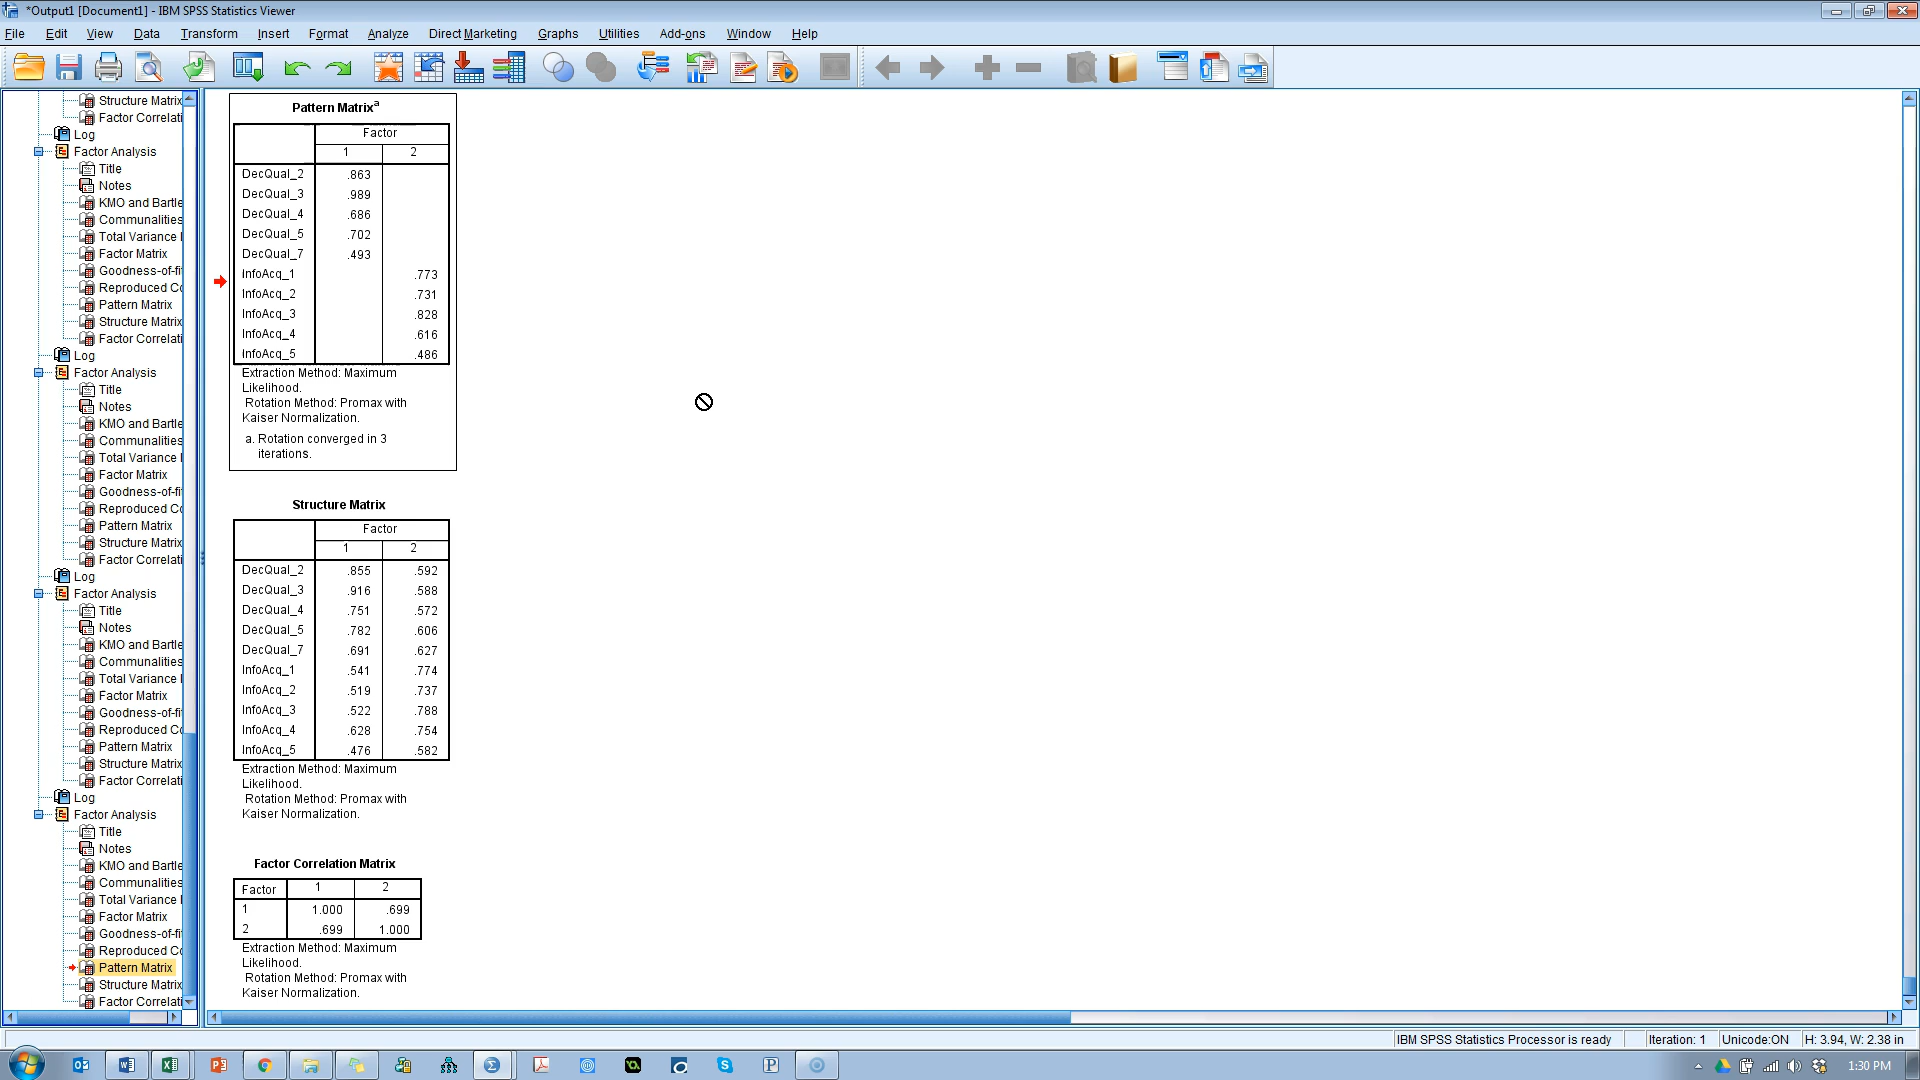 *Output1 [Document1] - IBM SPSS Statistics Viewer
File Edit View Data Transform Insert Format Analyze Direct Marketing Graphs Utilities Add-ons Window Help
Structure Matrix
Factor Correlati
Log
Factor Analysis
Title
Notes
KMO and Bartle
Communalities
Total Variance
Factor Matrix
Goodness-of-fi
Reproduced Co
Pattern Matrix
Structure Matrix
Factor Correlati
Log
Factor Analysis
Title
Notes
KMO and Bartle
Communalities
Total Variance
Factor Matrix
Goodness-of-fi
Reproduced Co
Pattern Matrix
Structure Matrix
Factor Correlati
Log
Factor Analysis
Title
Notes
KMO and Bartle
Communalities
Total Variance
Factor Matrix
Goodness-of-fi
Reproduced Co
Pattern Matrix
Structure Matrix
Factor Correlati
Log
Factor Analysis
Title
Notes
KMO and Bartle
Communalities
Total Variance
Factor Matrix
Goodness-of-fi
Reproduced Co
Pattern Matrix
Structure Matrix
Factor Correlati
Pattern Matrixa
Factor
1 2
DecQual_2 .863
DecQual_3 .989
DecQual_4 .686
DecQual_5 .702
DecQual_7 .493
InfoAcq_1 .773
InfoAcq_2 .731
InfoAcq_3 .828
InfoAcq_4 .616
InfoAcq_5 .486
Extraction Method: Maximum
Likelihood.
Rotation Method: Promax with
Kaiser Normalization.
a. Rotation converged in 3
iterations.
Structure Matrix
Factor
1 2
DecQual_2 .855 .592
DecQual_3 .916 .588
DecQual_4 .751 .572
DecQual_5 .782 .606
DecQual_7 .691 .627
InfoAcq_1 .541 .774
InfoAcq_2 .519 .737
InfoAcq_3 .522 .788
InfoAcq_4 .628 .754
InfoAcq_5 .476 .582
Extraction Method: Maximum
Likelihood.
Rotation Method: Promax with
Kaiser Normalization.
Factor Correlation Matrix
Factor 1 2
1 1.000 .699
2 .699 1.000
Extraction Method: Maximum
Likelihood.
Rotation Method: Promax with
Kaiser Normalization.
IBM SPSS Statistics Processor is ready Iteration: 1 Unicode:ON H: 3.94, W: 2.38 in
1:30 PM